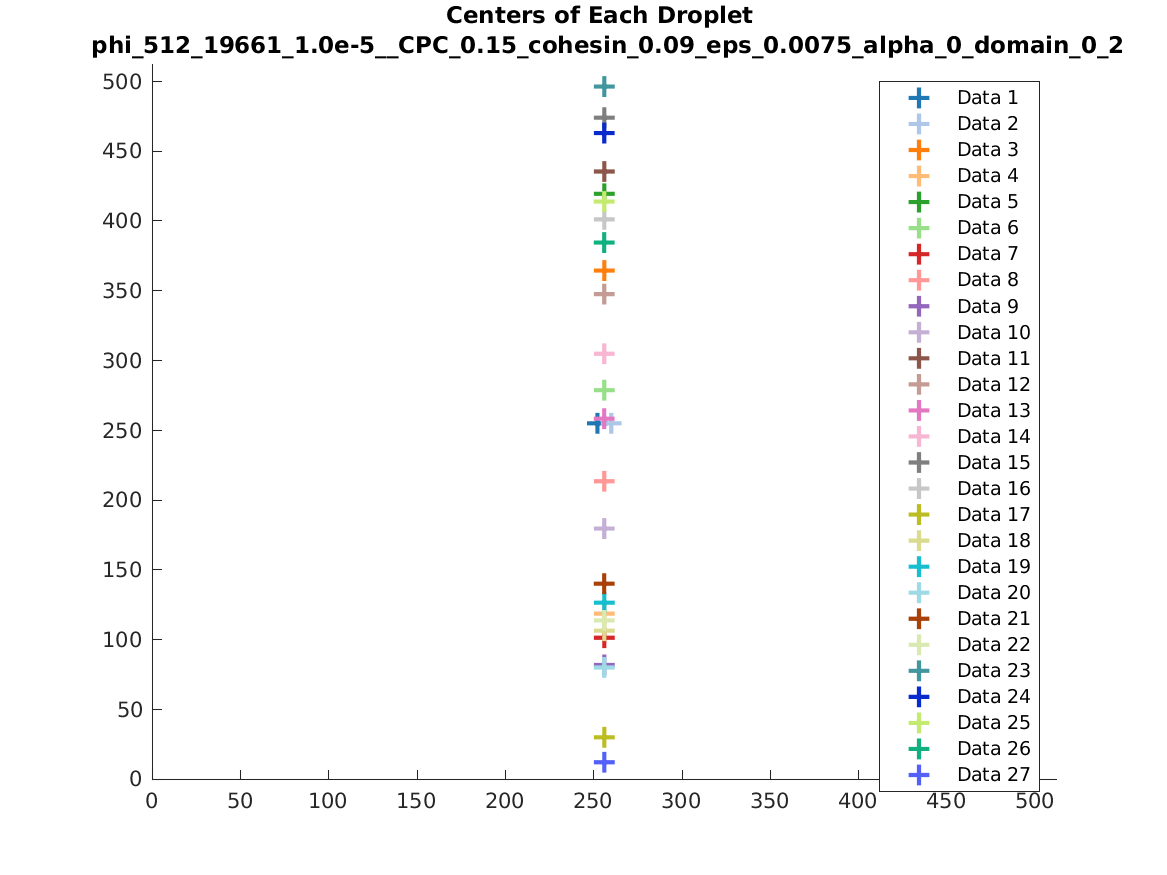 Centers of Each Droplet
phi_512_19661_1.0e-5__CPC_0.15_cohesin_0.09_eps_0.0075_alpha_0_domain_0_2
500
450
400
350
300
250
200
150
100
50
0
0 50 100 150 200 250 300 350 400 450 500
Data 1
Data 2
Data 3
Data 4
Data 5
Data 6
Data 7
Data 8
Data 9
Data 10
Data 11
Data 12
Data 13
Data 14
Data 15
Data 16
Data 17
Data 18
Data 19
Data 20
Data 21
Data 22
Data 23
Data 24
Data 25
Data 26
Data 27